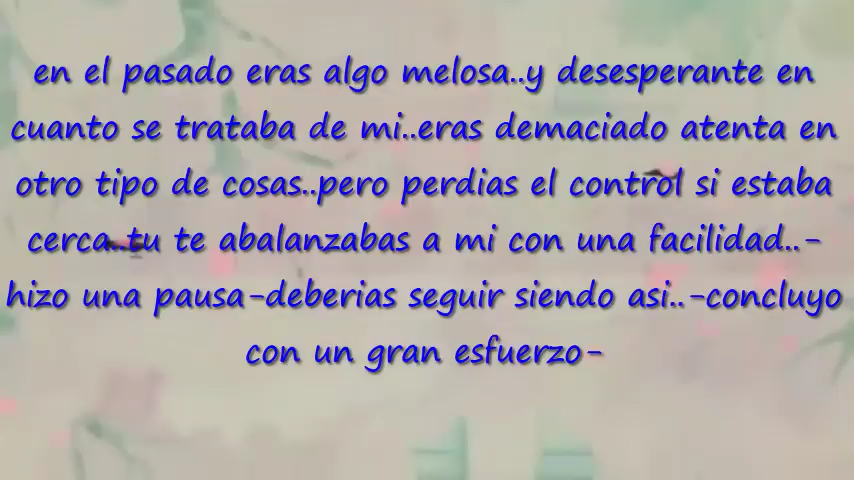 en el pasado eras algo melosa..y desesperante en
cuanto se trataba de mi..eras demaciado atenta en
otro tipo de cosas..pero perdias el control si estaba
cerca..tu te abalanzabas a mi con una facilidad..-
hizo una pausa-deberias seguir siendo asi..-concluyo
con un gran esfuerzo-